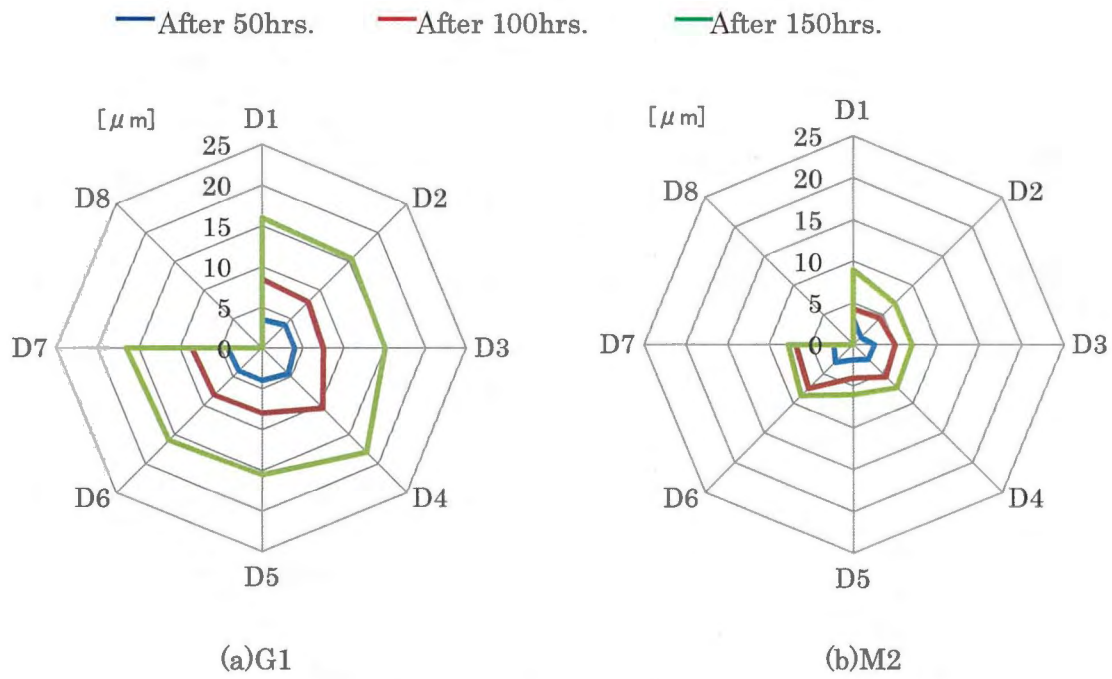 After 50hrs. After 100hrs. After 150hrs.
[μm]
D1
25
20
15
10
5
0
D2
D3
D4
D5
D6
D7
D8
(a)G1
[μm]
D1
25
20
15
10
5
0
D2
D3
D4
D5
D6
D7
D8
(b)M2